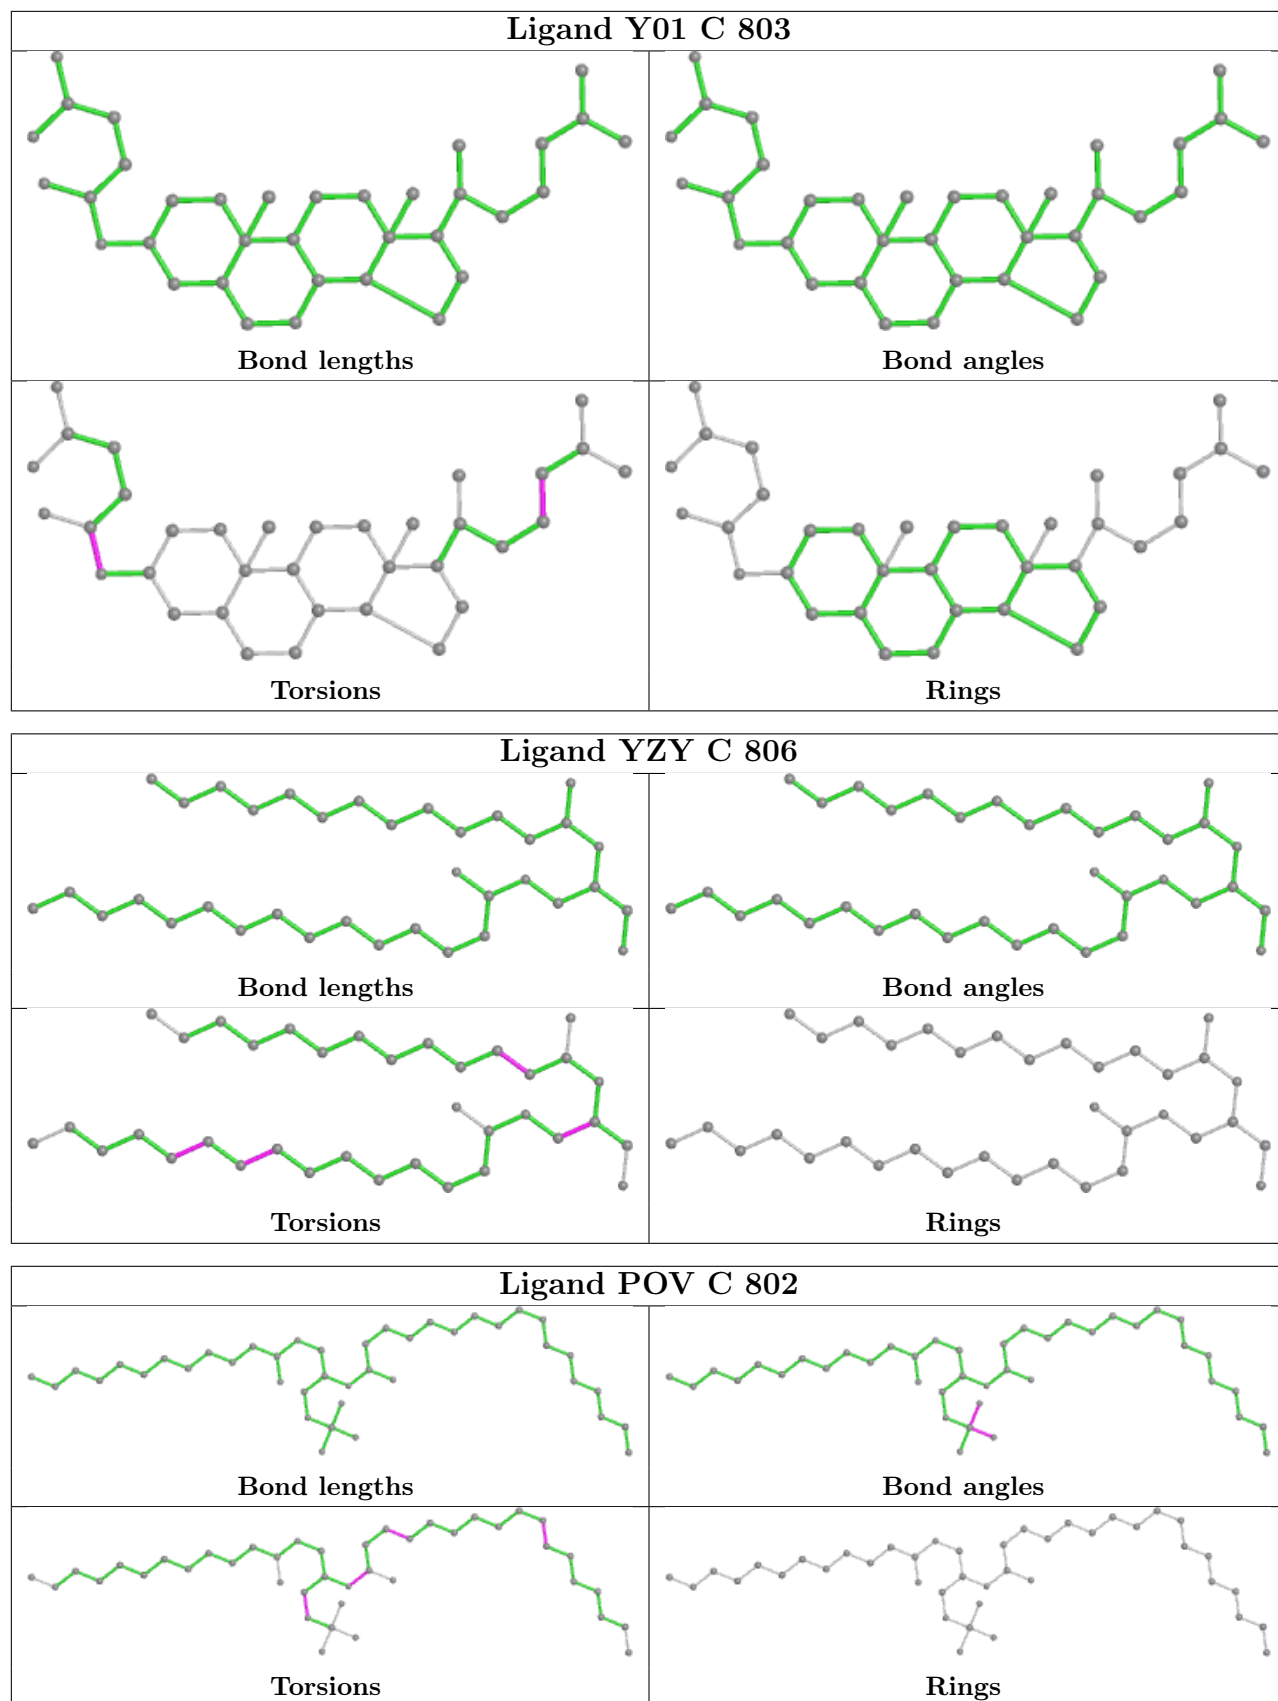 Ligand Y01 C 803
Bond lengths
Bond angles
Torsions
Rings
Ligand YZY C 806
Bond lengths
Bond angles
Torsions
Rings
Ligand POV C 802
Bond lengths
Bond angles
Torsions
Rings